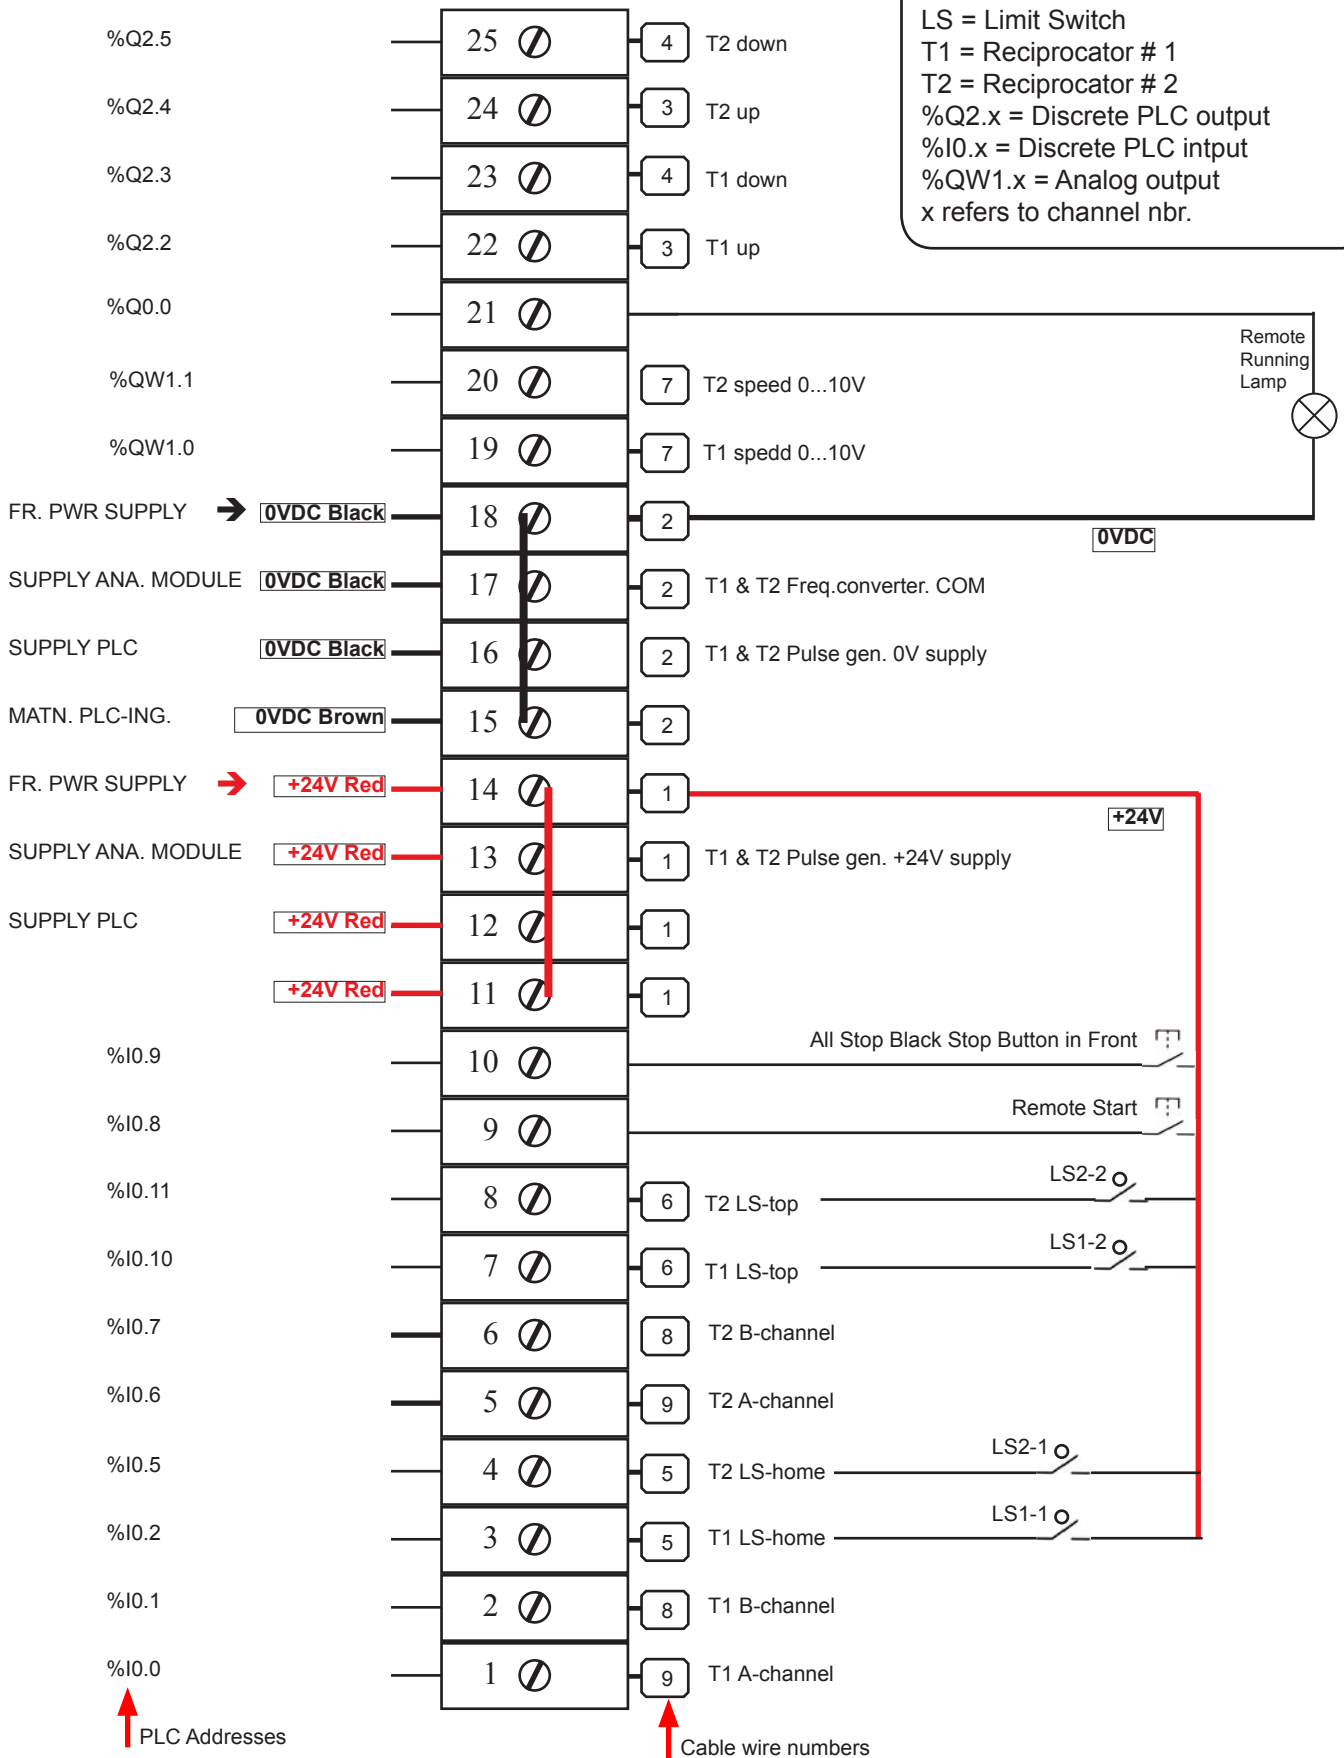 LS = Limit Switch
T1 = Reciprocator # 1
T2 = Reciprocator # 2
%Q2.x = Discrete PLC output
%I0.x = Discrete PLC intput
%QW1.x = Analog output
x refers to channel nbr.
%Q2.5 25 4 T2 down
%Q2.4 24 3 T2 up
%Q2.3 23 4 T1 down
%Q2.2 22 3 T1 up
%Q0.0 21
Remote
Running
Lamp
%QW1.1 20 7 T2 speed 0...10V
%QW1.0 19 7 T1 spedd 0...10V
FR. PWR SUPPLY ➔ 0VDC Black 18 2
0VDC
SUPPLY ANA. MODULE 0VDC Black 17 2 T1 & T2 Freq.converter. COM
SUPPLY PLC 0VDC Black 16 2 T1 & T2 Pulse gen. 0V supply
MATN. PLC-ING. 0VDC Brown 15 2
FR. PWR SUPPLY ➔ +24V Red 14 1
+24V
SUPPLY ANA. MODULE +24V Red 13 1 T1 & T2 Pulse gen. +24V supply
SUPPLY PLC +24V Red 12 1
+24V Red 11 1
%I0.9 10 All Stop Black Stop Button in Front
%I0.8 9 Remote Start
%I0.11 8 6 T2 LS-top LS2-2
%I0.10 7 6 T1 LS-top LS1-2
%I0.7 6 8 T2 B-channel
%I0.6 5 9 T2 A-channel
%I0.5 4 5 T2 LS-home LS2-1
%I0.2 3 5 T1 LS-home LS1-1
%I0.1 2 8 T1 B-channel
%I0.0 1 9 T1 A-channel
PLC Addresses
Cable wire numbers